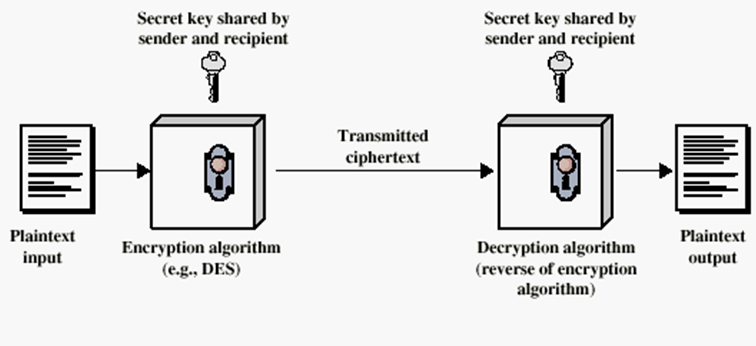 Secret key shared by
sender and recipient
Secret key shared by
sender and recipient
Transmitted
ciphertext
Plaintext
input
Encryption algorithm
(e.g., DES)
Decryption algorithm
(reverse of encryption
algorithm)
Plaintext
output